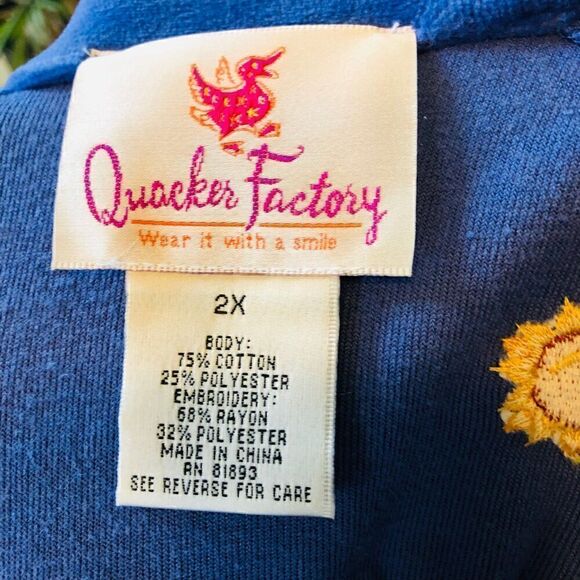 Quacker Factory
Wear it with a smile
2X
BODY:
75% COTTON
25% POLYESTER
EMBROIDERY:
68% RAYON
32% POLYESTER
MADE IN CHINA
RN 81893
SEE REVERSE FOR CARE